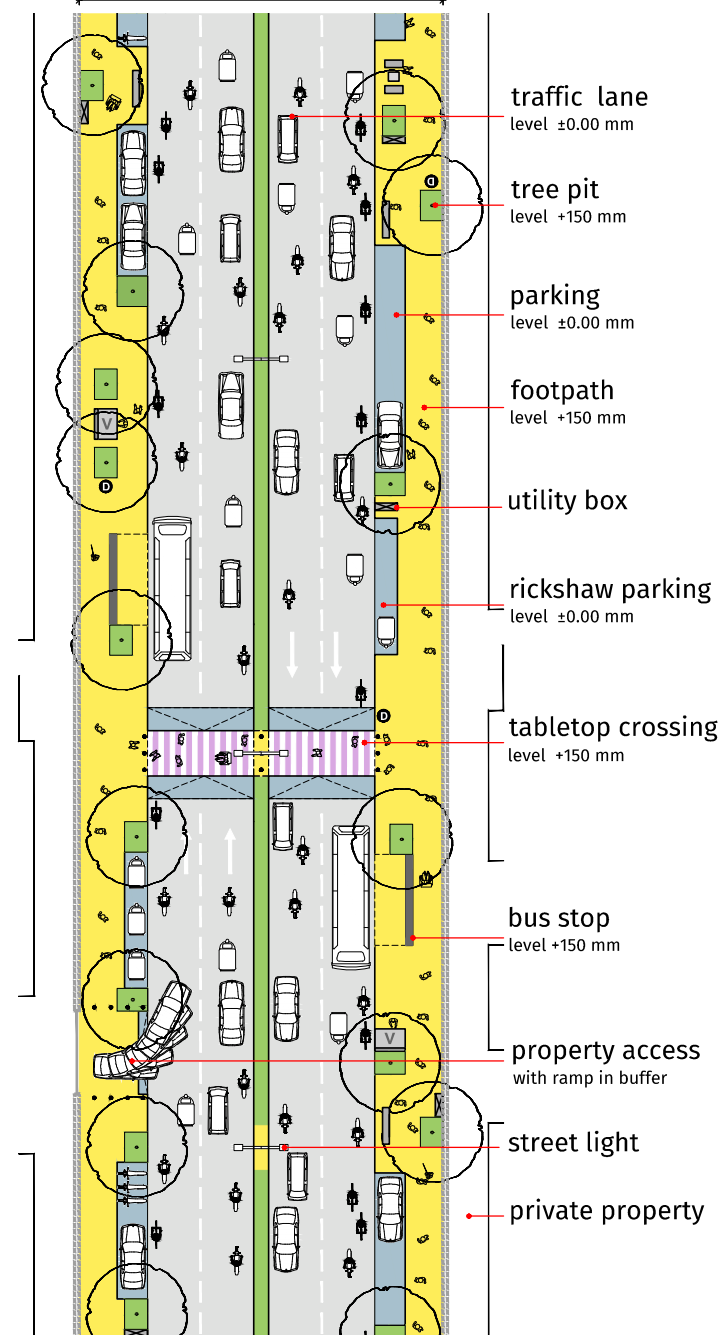 traffic lane
level ±0.00 mm
D
tree pit
level +150 mm
parking
level ±0.00 mm
footpath
level +150 mm
V
D
utility box
rickshaw parking
level ±0.00 mm
D
tabletop crossing
level +150 mm
bus stop
level +150 mm
V
property access
with ramp in buffer
street light
private property